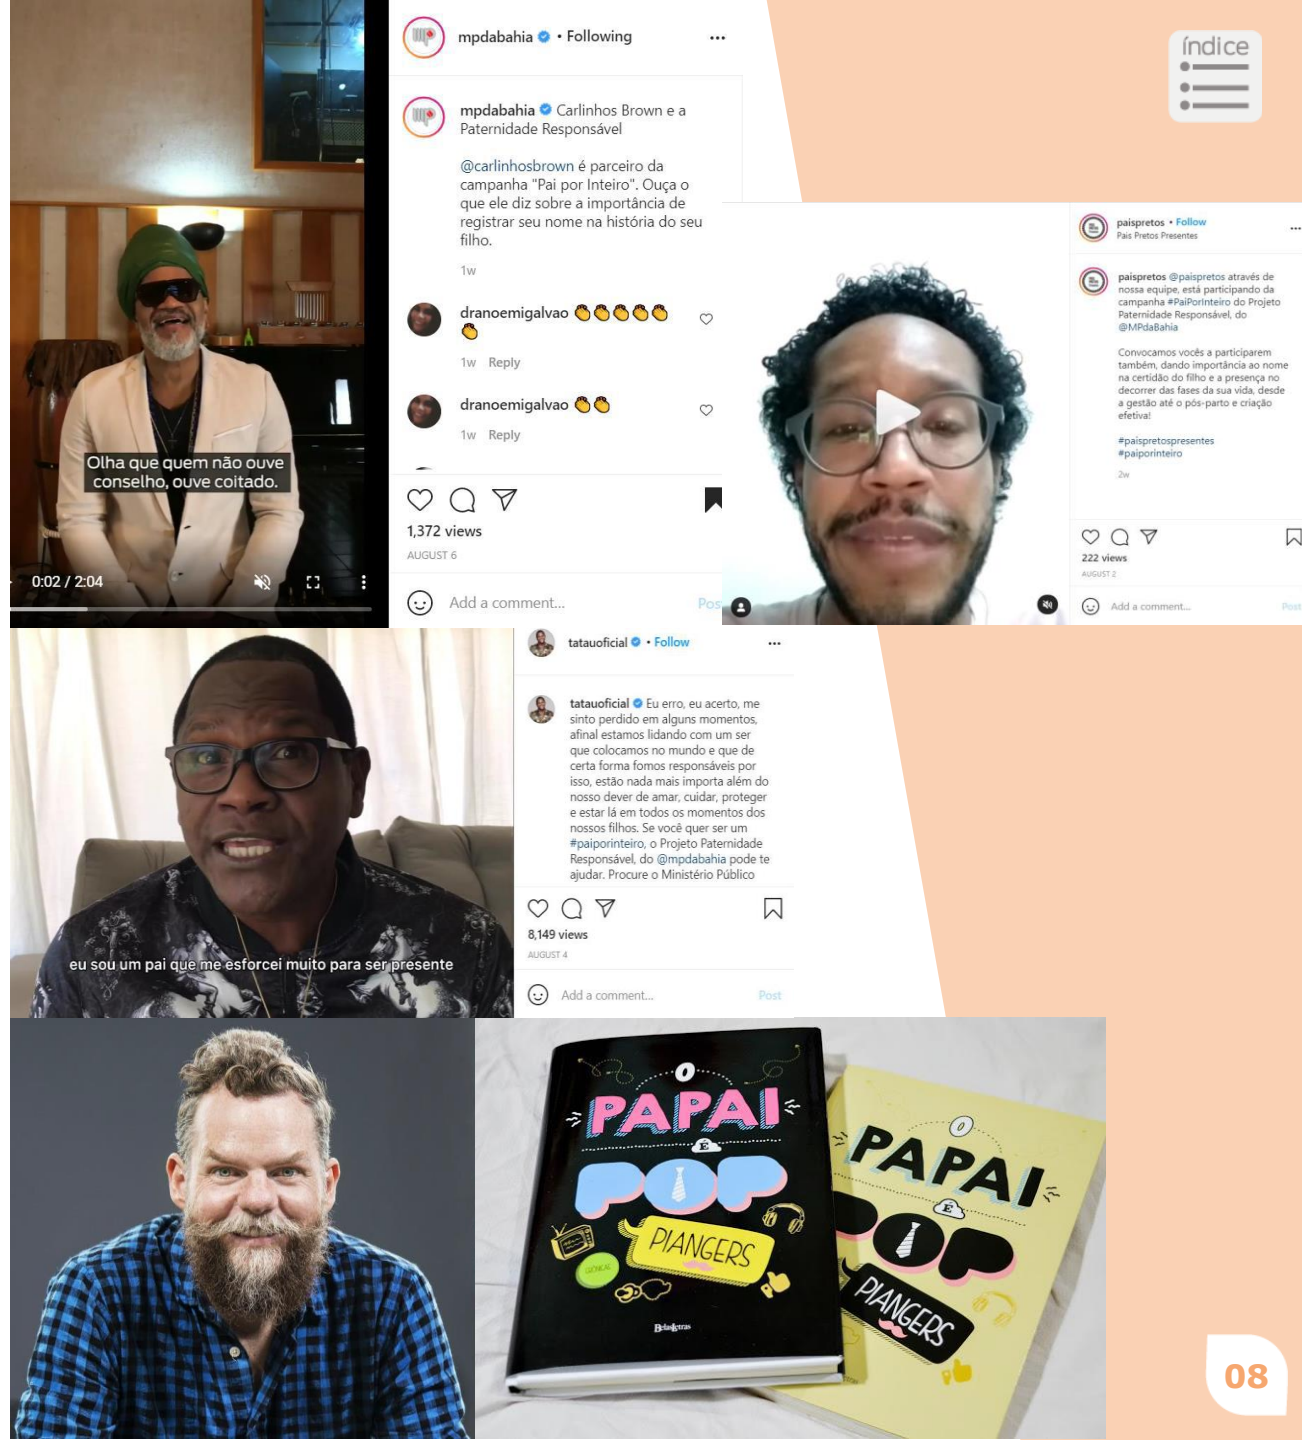 mpdabahia • Following
mpdabahia Carlinhos Brown e a
Paternidade Responsável
@carlinhosbrown é parceiro da
campanha "Pai por Inteiro". Ouça o
que ele diz sobre a importância de
registrar seu nome na história do seu
filho.
1w
dranoemigalvao 👏👏👏👏👏
👏
1w Reply
dranoemigalvao 👏👏
1w Reply
1,372 views
AUGUST 6
Add a comment...
Pos
Olha que quem não ouve
conselho, ouve coitado.
0:02 / 2:04
índice
paispretos • Follow
Pais Pretos Presentes
paispretos @paispretos através de
nossa equipe, está participando da
campanha #PaiPorInteiro do Projeto
Paternidade Responsável, do
@MPdaBahia
Convocamos vocês a participarem
também, dando importância ao nome
na certidão do filho e a presença no
decorrer das fases da sua vida, desde
a gestão até o pós-parto e criação
efetiva!
#paispretospresentes
#paiporinteiro
2w
222 views
AUGUST 2
Add a comment...
Post
tatauoficial • Follow
tatauoficial Eu erro, eu acerto, me
sinto perdido em alguns momentos,
afinal estamos lidando com um ser
que colocamos no mundo e que de
certa forma fomos responsáveis por
isso, estão nada mais importa além do
nosso dever de amar, cuidar, proteger
e estar lá em todos os momentos dos
nossos filhos. Se você quer ser um
#paiporinteiro, o Projeto Paternidade
Responsável, do @mpdabahia pode te
ajudar. Procure o Ministério Público
8,149 views
AUGUST 4
Add a comment...
Post
eu sou um pai que me esforcei muito para ser presente
O
PAPAI
É
POP
PIANGERS
CRÔNICAS
BelasLetras
O
PAPAI
É
POP
PIANGERS
08